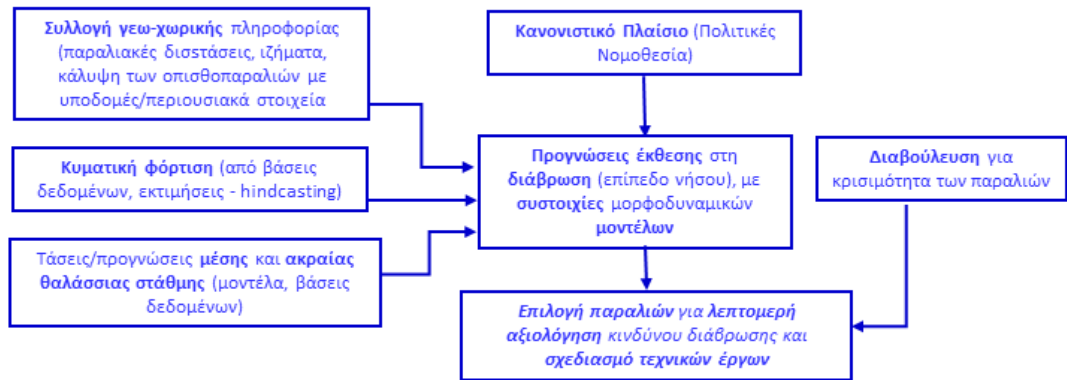 Συλλογή γεω-χωρικής πληροφορίας
(παραλιακές διαστάσεις, ιζήματα,
κάλυψη των οπισθοπαραλιών με
υποδομές/περιουσιακά στοιχεία
Κανονιστικό Πλαίσιο (Πολιτικές
Νομοθεσία)
Κυματική φόρτιση (από βάσεις
δεδομένων, εκτιμήσεις - hindcasting)
Προγνώσεις έκθεσης στη
διάβρωση (επίπεδο νήσου), με
συστοιχίες μορφοδυναμικών
μοντέλων
Διαβούλευση για
κρισιμότητα των παραλιών
Τάσεις/προγνώσεις μέσης και ακραίας
θαλάσσιας στάθμης (μοντέλα, βάσεις
δεδομένων)
Επιλογή παραλιών για λεπτομερή
αξιολόγηση κινδύνου διάβρωσης και
σχεδιασμό τεχνικών έργων